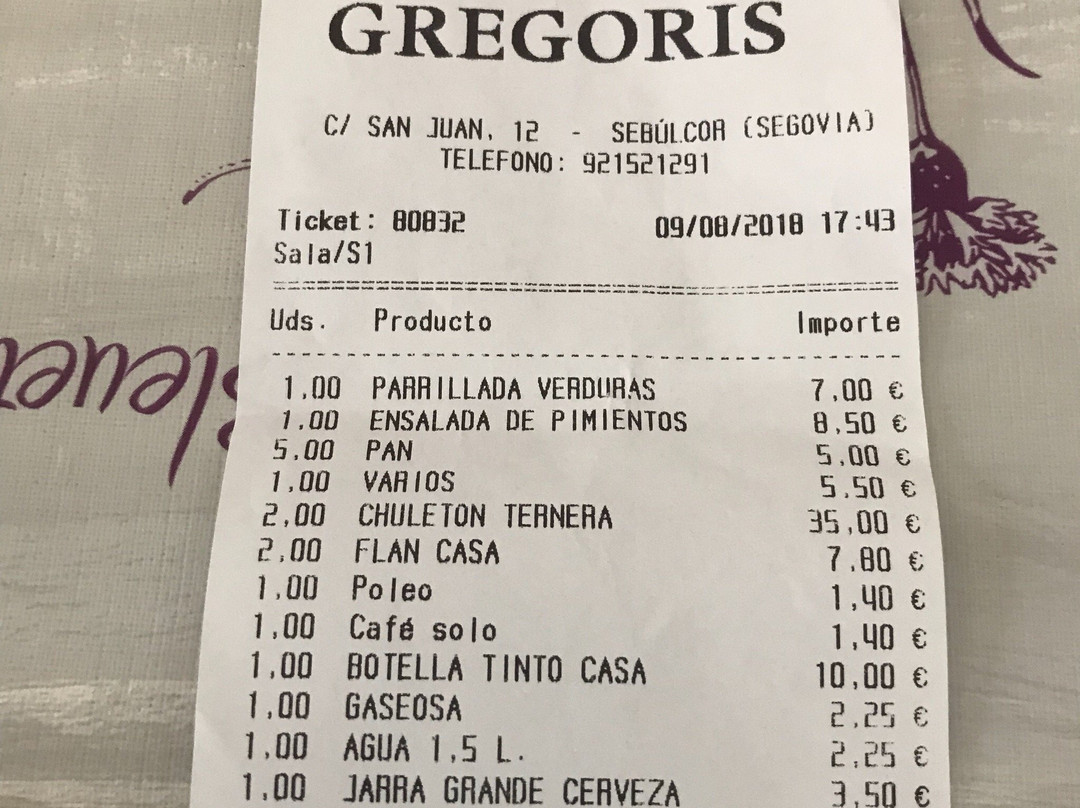 GREGORIS
C/ SAN JUAN, 12 - SEBÚLCOR (SEGOVIA)
TELEFONO: 921521291
Ticket: 80832 09/08/2018 17:43
Sala/S1
Uds. Producto Importe
1,00 PARRILLADA VERDURAS 7,00 €
1,00 ENSALADA DE PIMIENTOS 8,50 €
5,00 PAN 5,00 €
1,00 VARIOS 5,50 €
2,00 CHULETON TERNERA 35,00 €
2,00 FLAN CASA 7,80 €
1,00 Poleo 1,40 €
1,00 Café solo 1,40 €
1,00 BOTELLA TINTO CASA 10,00 €
1,00 GASEOSA 2,25 €
1,00 AGUA 1,5 L. 2,25 €
1,00 JARRA GRANDE CERVEZA 3,50 €